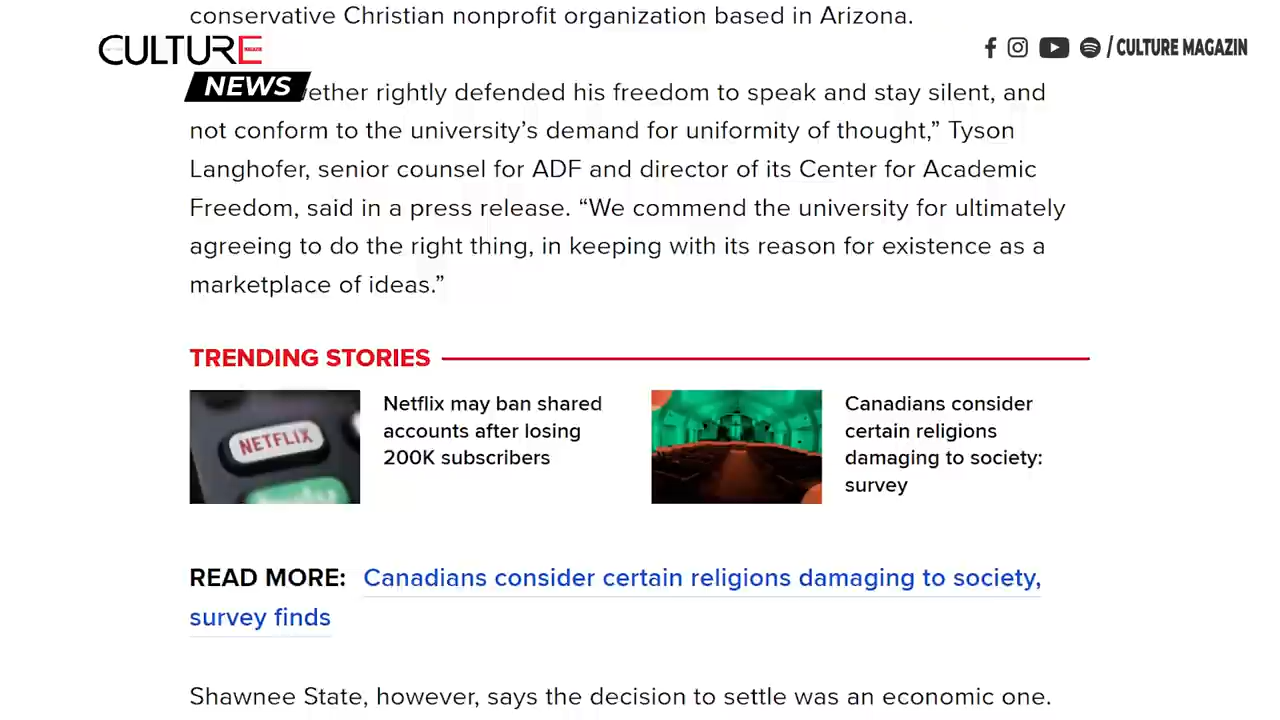 conservative Christian nonprofit organization based in Arizona.
CULTURE
/ CULTURE MAGAZIN
NEWS
ether rightly defended his freedom to speak and stay silent, and
not conform to the university’s demand for uniformity of thought,” Tyson
Langhofer, senior counsel for ADF and director of its Center for Academic
Freedom, said in a press release. “We commend the university for ultimately
agreeing to do the right thing, in keeping with its reason for existence as a
marketplace of ideas.”
TRENDING STORIES
NETFLIX
Netflix may ban shared
accounts after losing
200K subscribers
Canadians consider
certain religions
damaging to society:
survey
READ MORE: Canadians consider certain religions damaging to society,
survey finds
Shawnee State, however, says the decision to settle was an economic one.